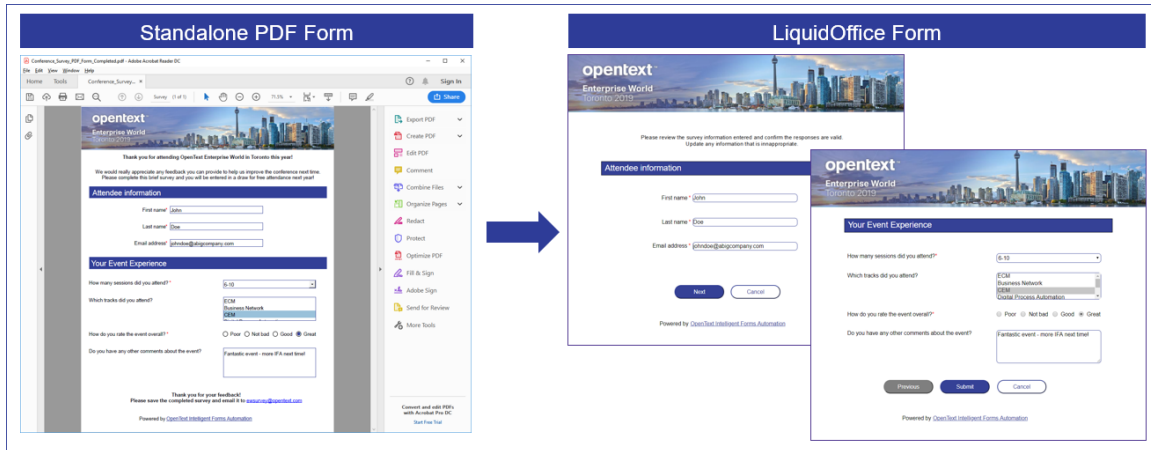 Standalone PDF Form
LiquidOffice Form
Conference_Survey_PDF_Form_Completed.pdf - Adobe Acrobat Reader DC
File Edit View Window Help
Home Tools Conference_Survey... × Sign In
Survey (1 of 1) 71.5% Share
opentext™
Enterprise World
Toronto 2019
Thank you for attending OpenText Enterprise World in Toronto this year!
We would really appreciate any feedback you can provide to help us improve the conference next time.
Please complete this brief survey and you will be entered in a draw for free attendance next year!
Attendee information
First name* John
Last name* Doe
Email address* johndoe@abigcompany.com
Your Event Experience
How many sessions did you attend? * 6-10
Which tracks did you attend? ECM
Business Network
CEM
How do you rate the event overall? * Poor Not bad Good Great
Do you have any other comments about the event? Fantastic event - more IFA next time!
Thank you for your feedback!
Please save the completed survey and email it to
Powered by OpenText Intelligent Forms Automation
Export PDF
Create PDF
Edit PDF
Comment
Combine Files
Organize Pages
Redact
Protect
Optimize PDF
Fill & Sign
Adobe Sign
Send for Review
More Tools
Convert and edit PDFs
with Acrobat Pro DC
Start Free Trial
opentext™
Enterprise World
Toronto 2019
Please review the survey information entered and confirm the responses are valid.
Update any information that is innappropriate.
Attendee information
First name * John
Last name * Doe
Email address * johndoe@abigcompany.com
Next Cancel
Powered by OpenText Intelligent Forms Automation
opentext™
Enterprise World
Toronto 2019
Your Event Experience
How many sessions did you attend?* 6-10
Which tracks did you attend? ECM
Business Network
CEM
Digital Process Automation
How do you rate the event overall?* Poor Not bad Good Great
Do you have any other comments about the event? Fantastic event - more IFA next time!
Previous Submit Cancel
Powered by OpenText Intelligent Forms Automation